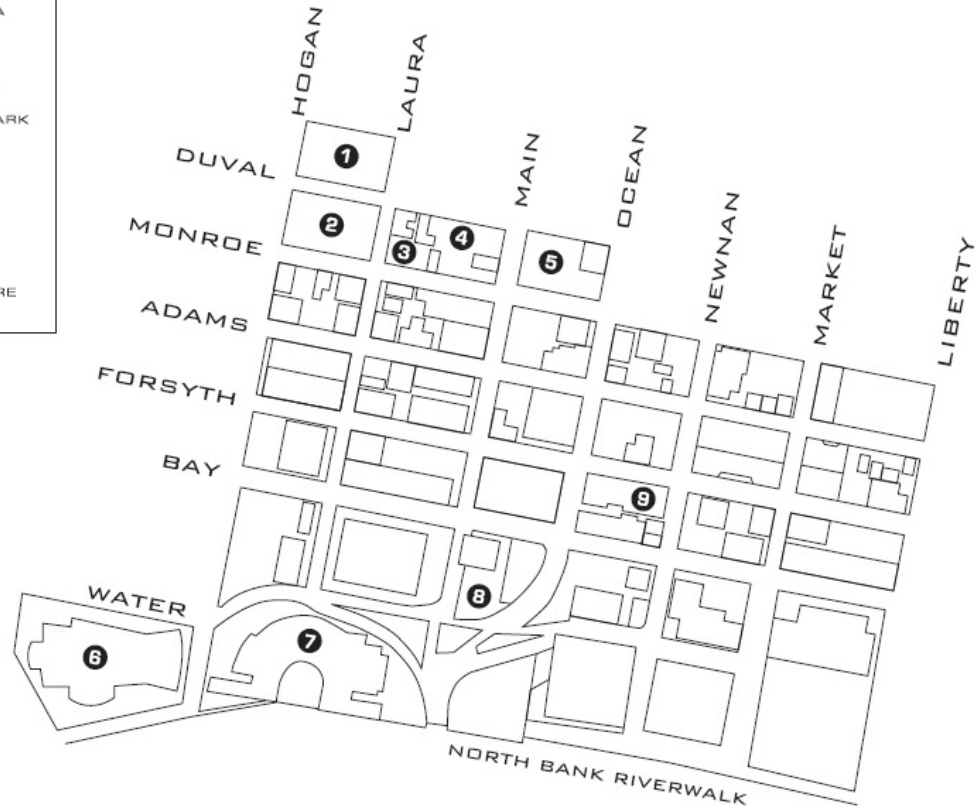 HOGAN
LAURA
MAIN
OCEAN
NEWNAN
MARKET
LIBERTY
DUVAL
MONROE
ADAMS
FORSYTH
BAY
WATER
NORTH BANK RIVERWALK
1
2
3
4
5
6
7
8
9